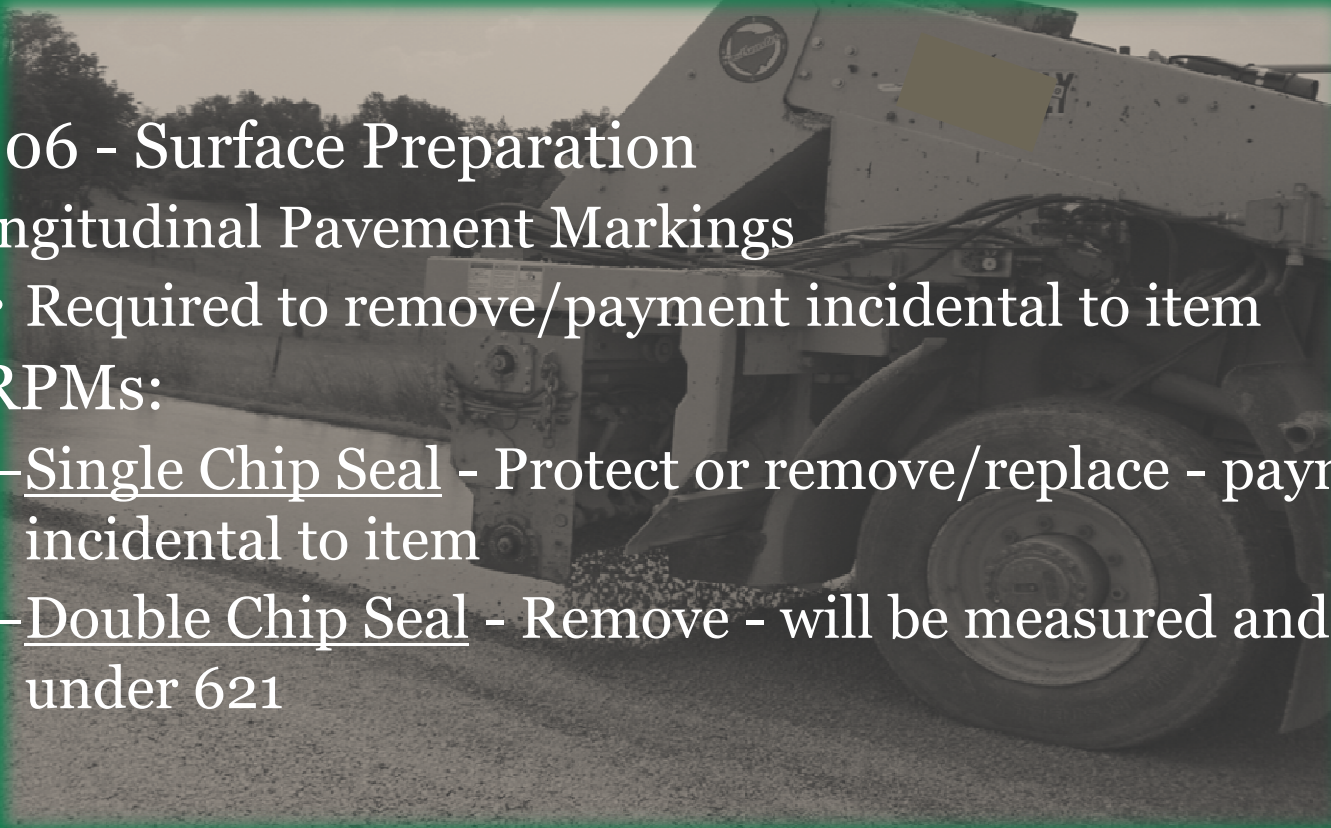 06 - Surface Preparation
ngitudinal Pavement Markings
• Required to remove/payment incidental to item
RPMs:
–Single Chip Seal - Protect or remove/replace - payn
incidental to item
–Double Chip Seal - Remove - will be measured and
under 621